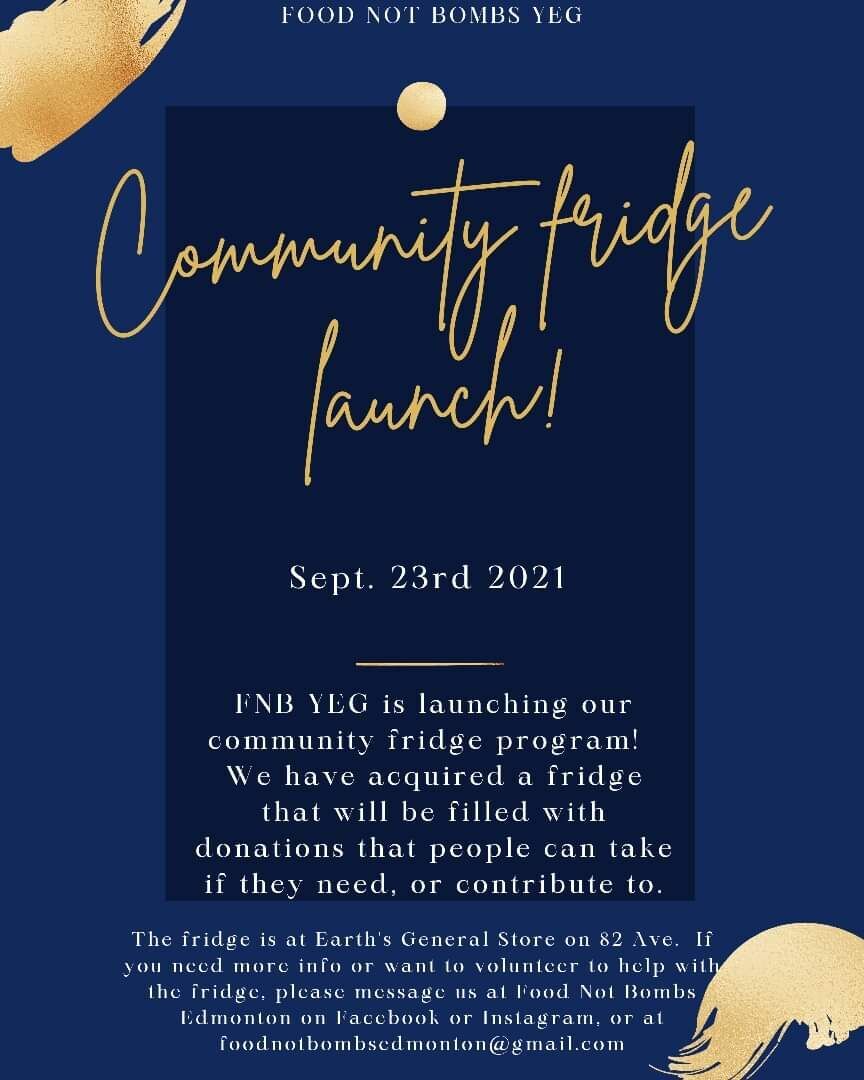 FOOD NOT BOMBS YEG
Community fridge
launch!
Sept. 23rd 2021
FNB YEG is launching our
community fridge program!
We have acquired a fridge
that will be filled with
donations that people can take
if they need, or contribute to.
The fridge is at Earth's General Store on 82 Ave. If
you need more info or want to volunteer to help with
the fridge, please message us at Food Not Bombs
Edmonton on Facebook or Instagram, or at
foodnotbombsedmonton@gmail.com